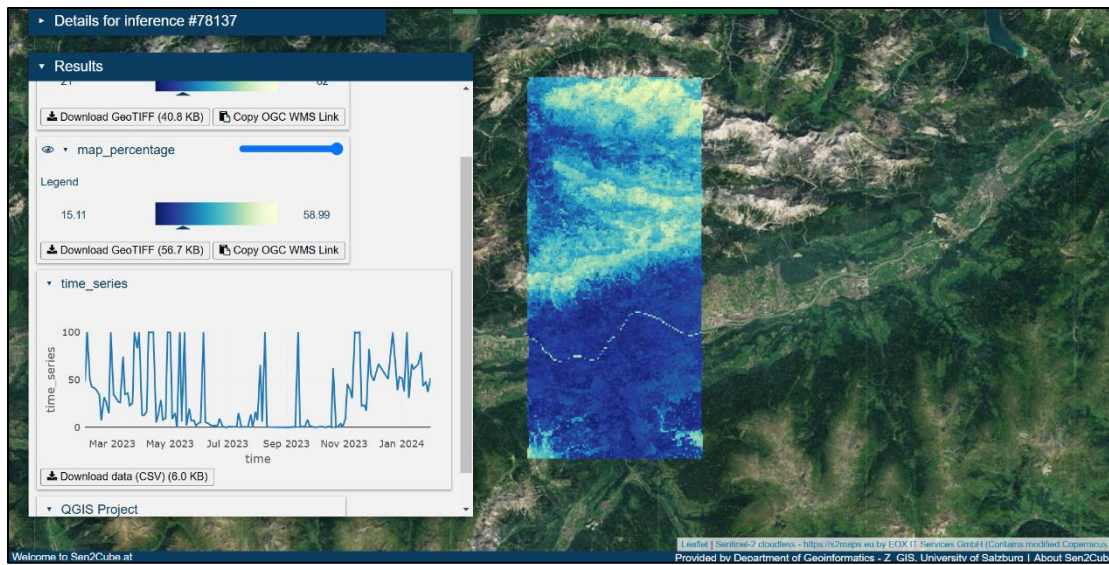 Details for inference #78137
Results
21 62
Download GeoTIFF (40.8 KB) Copy OGC WMS Link
map_percentage
Legend
15.11 58.99
Download GeoTIFF (56.7 KB) Copy OGC WMS Link
time_series
100
50
0
time_series
Mar 2023 May 2023 Jul 2023 Sep 2023 Nov 2023 Jan 2024
time
Download data (CSV) (6.0 KB)
QGIS Project
Leaflet | Sentinel-2 cloudless - https://s2maps.eu by EOX IT Services GmbH (Contains modified Copernicus
Welcome to Sen2Cube.at Provided by Department of Geoinformatics - Z_GIS, University of Salzburg | About Sen2Cub